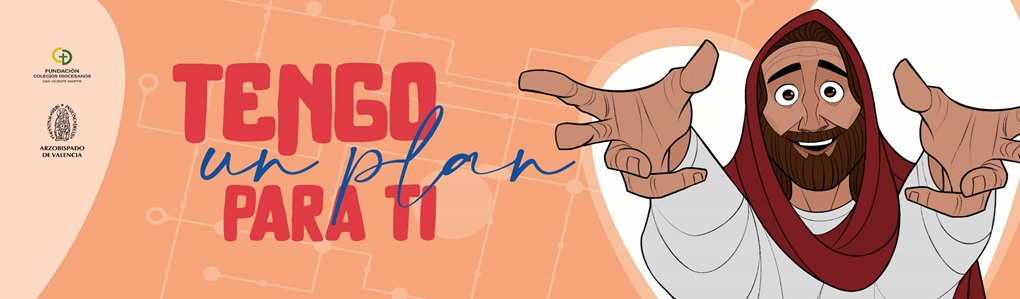 FUNDACIÓN
COLEGIOS DIOCESANOS
SAN VICENTE MÁRTIR
ARZOBISPADO
DE VALENCIA
TENGO
un plan
PARA TI